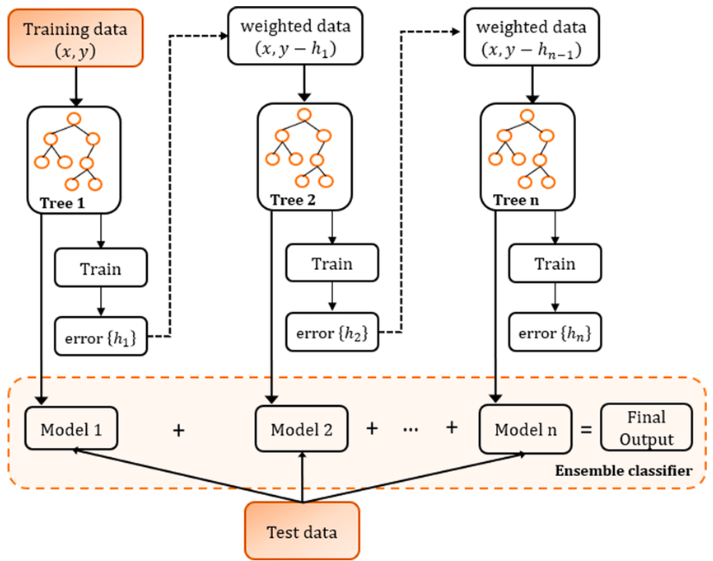 Training data
(x, y)
weighted data
(x, y − h₁)
weighted data
(x, y − hₙ₋₁)
Tree 1
Tree 2
Tree n
Train
Train
Train
error {h₁}
error {h₂}
error {hₙ}
Model 1
+
Model 2
+ ... +
Model n
=
Final
Output
Ensemble classifier
Test data